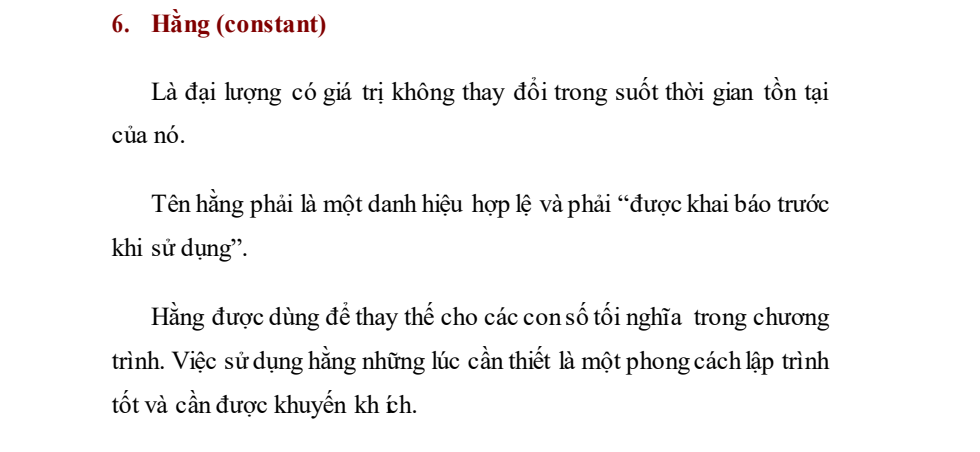 6. Hằng (constant)
Là đại lượng có giá trị không thay đổi trong suốt thời gian tồn tại
của nó.
Tên hằng phải là một danh hiệu hợp lệ và phải “được khai báo trước
khi sử dụng”.
Hằng được dùng để thay thế cho các con số tối nghĩa trong chương
trình. Việc sử dụng hằng những lúc cần thiết là một phong cách lập trình
tốt và cần được khuyến khích.